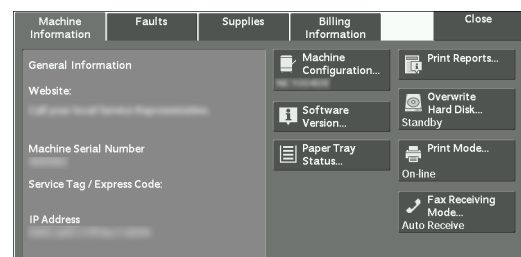 Machine
Information
Faults
Supplies
Billing
Information
Close
General Information
Website:
Machine Serial Number
Service Tag / Express Code:
IP Address
Machine
Configuration...
Software
Version...
Paper Tray
Status...
Print Reports...
Overwrite
Hard Disk...
Standby
Print Mode...
On-line
Fax Receiving
Mode...
Auto Receive